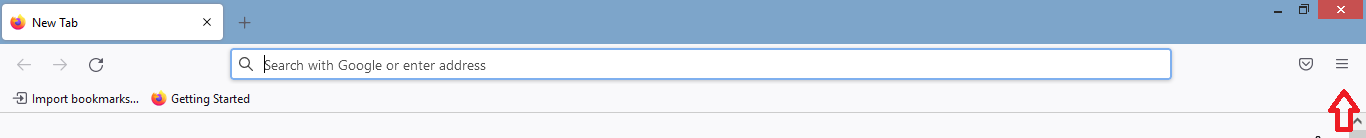 New Tab
Search with Google or enter address
Import bookmarks...
Getting Started